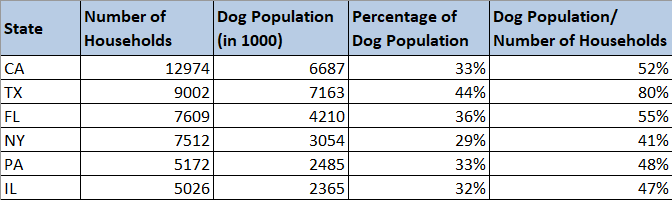 State Number of Households Dog Population (in 1000) Percentage of Dog Population Dog Population/ Number of Households
CA 12974 6687 33% 52%
TX 9002 7163 44% 80%
FL 7609 4210 36% 55%
NY 7512 3054 29% 41%
PA 5172 2485 33% 48%
IL 5026 2365 32% 47%